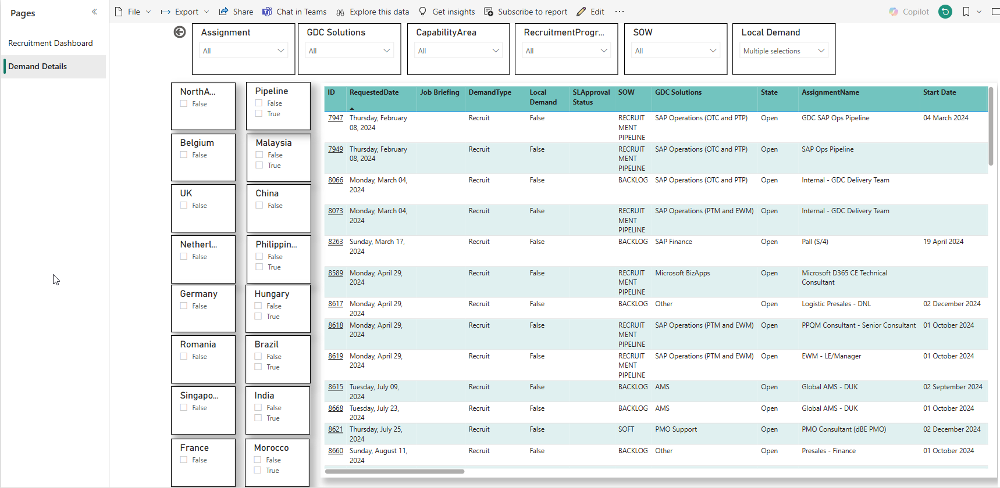 Pages
Recruitment Dashboard
Demand Details
File Export Share Chat in Teams Explore this data Get insights Subscribe to report Edit ... Copilot
Assignment GDC Solutions CapabilityArea RecruitmentProgr... SOW Local Demand
All All All All All Multiple selections
NorthA...
False
Pipeline
False
True
Belgium
False
Malaysia
False
True
UK
False
China
False
Netherl...
False
Philippin...
False
True
Germany
False
Hungary
False
True
Romania
False
Brazil
False
True
Singapo...
False
India
False
True
France
False
Morocco
False
True
ID RequestedDate Job Briefing DemandType Local SLApproval SOW GDC Solutions State AssignmentName Start Date
Demand Status
7947 Thursday, February Recruit False RECRUIT SAP Operations (OTC and PTP) Open GDC SAP Ops Pipeline 04 March 2024
08, 2024 MENT
PIPELINE
7949 Thursday, February Recruit False RECRUIT SAP Operations (OTC and PTP) Open SAP Ops Pipeline
08, 2024 MENT
PIPELINE
8066 Monday, March 04, Recruit False BACKLOG SAP Operations (OTC and PTP) Open Internal - GDC Delivery Team
2024
8073 Monday, March 04, Recruit False RECRUIT SAP Operations (PTM and EWM) Open Internal - GDC Delivery Team
2024 MENT
PIPELINE
8263 Sunday, March 17, Recruit False BACKLOG SAP Finance Open Pall (S/4) 19 April 2024
2024
8589 Monday, April 29, Recruit False RECRUIT Microsoft BizApps Open Microsoft D365 CE Technical
2024 MENT Consultant
PIPELINE
8617 Monday, April 29, Recruit False BACKLOG Other Open Logistic Presales - DNL 02 December 2024
2024
8618 Monday, April 29, Recruit False RECRUIT SAP Operations (PTM and EWM) Open PPQM Consultant - Senior Consultant 01 October 2024
2024 MENT
PIPELINE
8619 Monday, April 29, Recruit False RECRUIT SAP Operations (PTM and EWM) Open EWM - LE/Manager 01 October 2024
2024 MENT
PIPELINE
8615 Tuesday, July 09, Recruit False BACKLOG AMS Open Global AMS - DUK 02 September 2024
2024
8668 Tuesday, July 23, Recruit False BACKLOG AMS Open Global AMS - DUK 01 October 2024
2024
8621 Thursday, July 25, Recruit False SOFT PMO Support Open PMO Consultant (dBE PMO) 02 December 2024
2024
8660 Sunday, August 11, Recruit False BACKLOG Other Open Presales - Finance 01 October 2024
2024